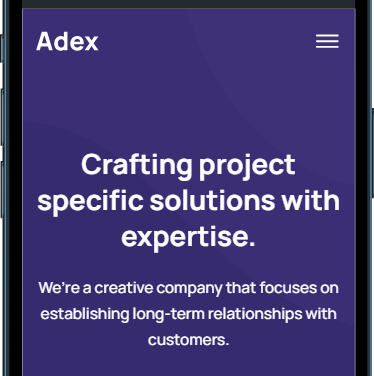 Adex
Crafting project
specific solutions with
expertise.
We’re a creative company that focuses on
establishing long-term relationships with
customers.